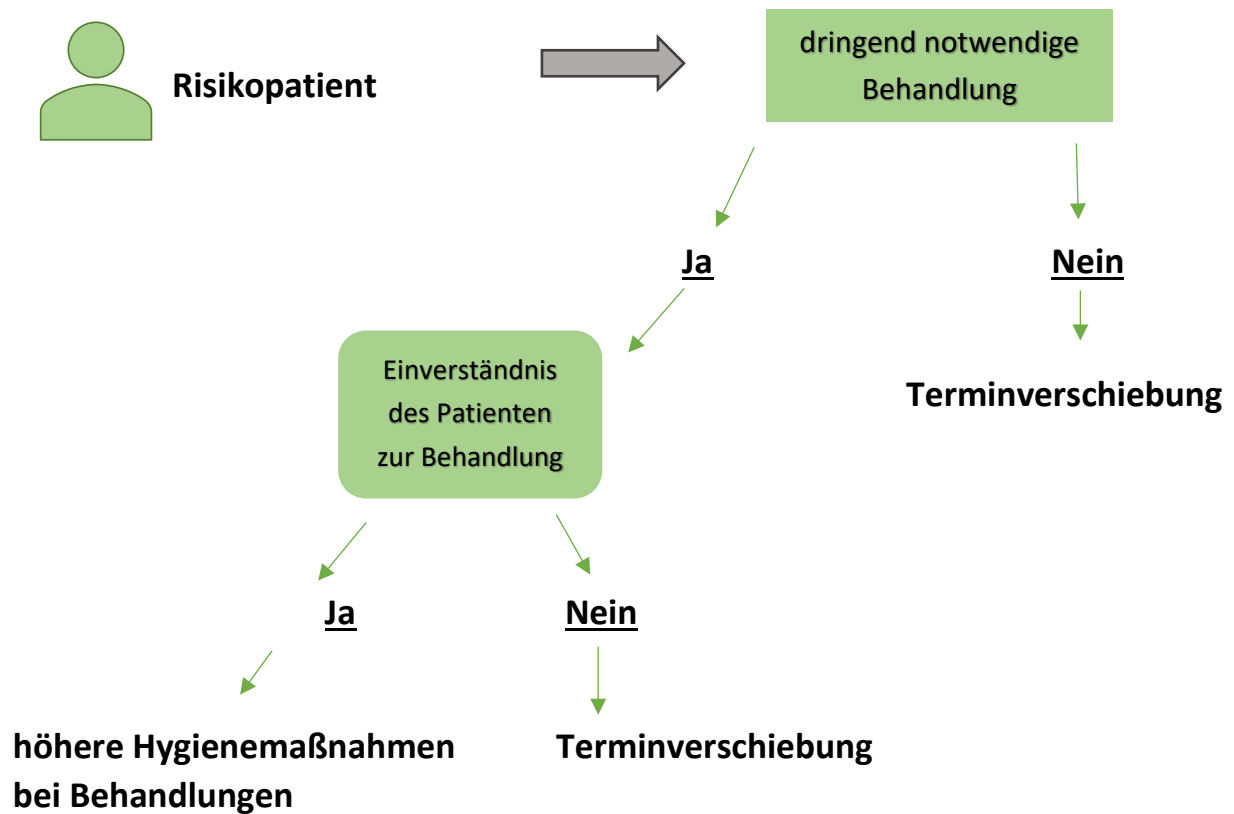 Risikopatient
dringend notwendige
Behandlung
Ja
Nein
Einverständnis
des Patienten
zur Behandlung
Terminverschiebung
Ja
Nein
höhere Hygienemaßnahmen
bei Behandlungen
Terminverschiebung